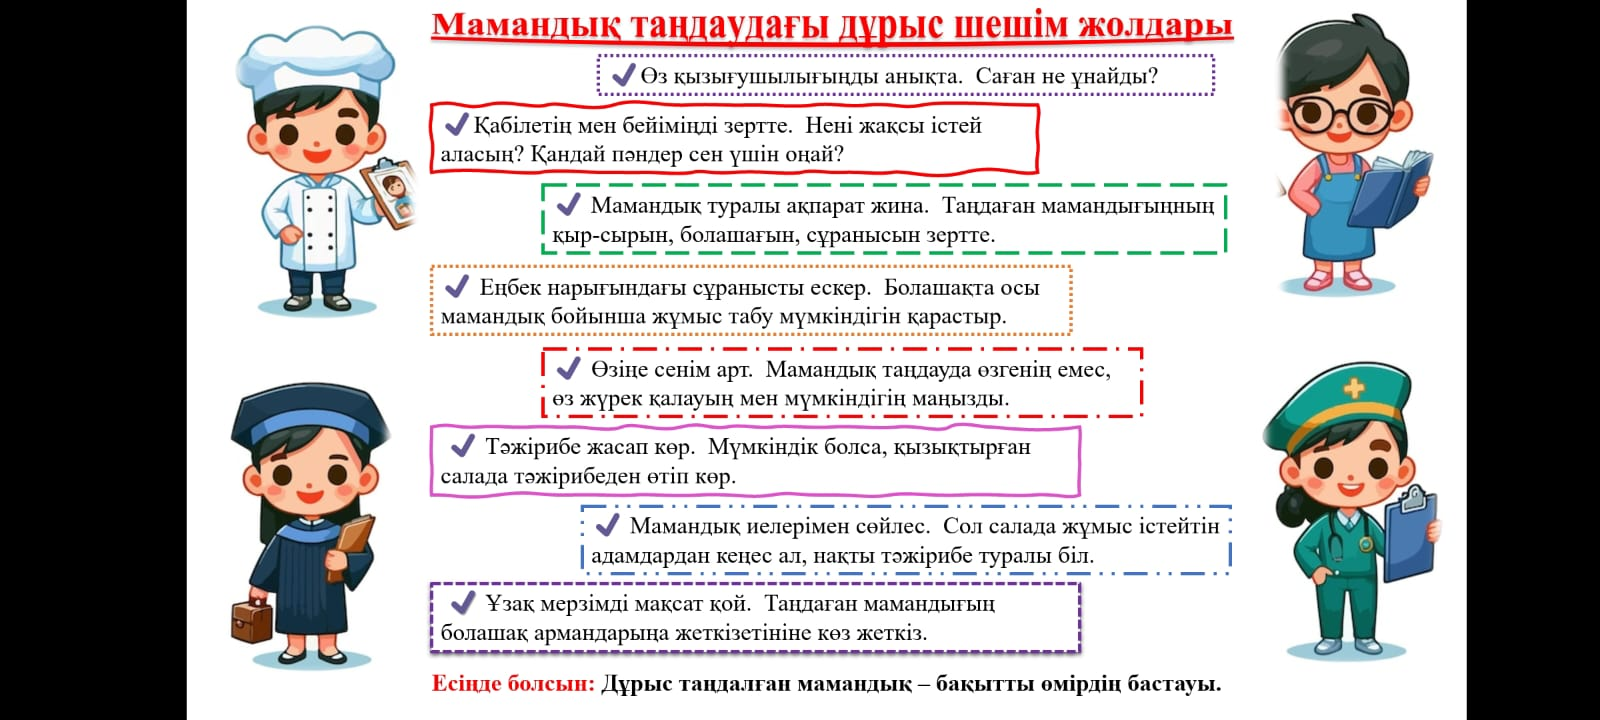 Мамандық таңдаудағы дұрыс шешім жолдары
✔Өз қызығушылығыңды анықта. Саған не ұнайды?
✔Қабілетің мен бейіміңді зертте. Нені жақсы істей
аласың? Қандай пәндер сен үшін оңай?
✔ Мамандық туралы ақпарат жина. Таңдаған мамандығыңның
қыр-сырын, болашағын, сұранысын зертте.
✔ Еңбек нарығындағы сұранысты ескер. Болашақта осы
мамандық бойынша жұмыс табу мүмкіндігін қарастыр.
✔ Өзіңе сенім арт. Мамандық таңдауда өзгенің емес,
өз жүрек қалауың мен мүмкіндігің маңызды.
✔ Тәжірибе жасап көр. Мүмкіндік болса, қызықтырған
салада тәжірибеден өтіп көр.
✔ Мамандық иелерімен сөйлес. Сол салада жұмыс істейтін
адамдардан кеңес ал, нақты тәжірибе туралы біл.
✔ Ұзақ мерзімді мақсат қой. Таңдаған мамандығың
болашақ армандарыңа жеткізетініне көз жеткіз.
Есіңде болсын: Дұрыс таңдалған мамандық – бақытты өмірдің бастауы.